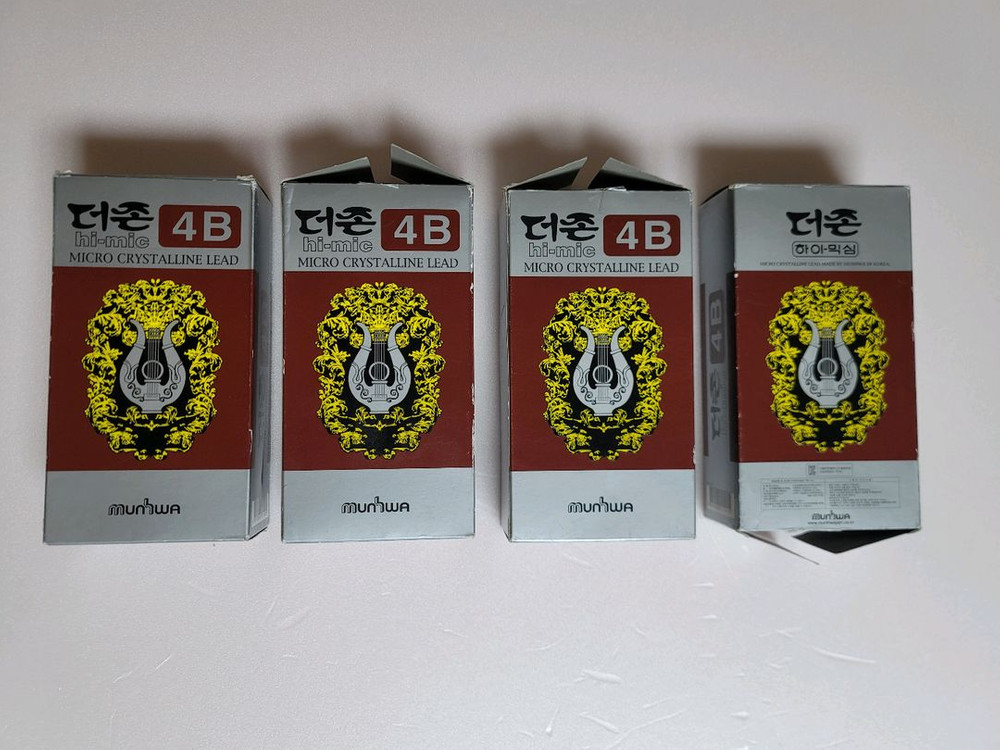 더존
hi-mic
4B
MICRO CRYSTALLINE LEAD
munhwa
더존
hi-mic
4B
MICRO CRYSTALLINE LEAD
munhwa
더존
hi-mic
4B
MICRO CRYSTALLINE LEAD
munhwa
더존
하이-믹심
4B
더존
munhwa